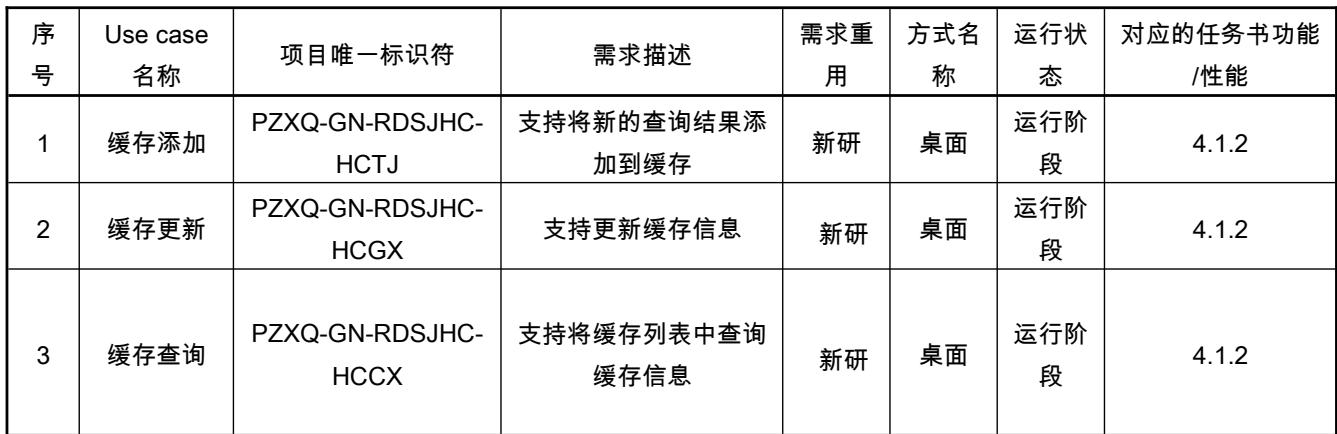 序 Use case 项目唯一标识符 需求描述 需求重 方式名 运行状 对应的任务书功能
号 名称 用 称 态 /性能
1 缓存添加 PZXQ-GN-RDSJHC- 支持将新的查询结果添 新研 桌面 运行阶 4.1.2
HCTJ 加到缓存 段
2 缓存更新 PZXQ-GN-RDSJHC- 支持更新缓存信息 新研 桌面 运行阶 4.1.2
HCGX 段
3 缓存查询 PZXQ-GN-RDSJHC- 支持将缓存列表中查询 新研 桌面 运行阶 4.1.2
HCCX 缓存信息 段